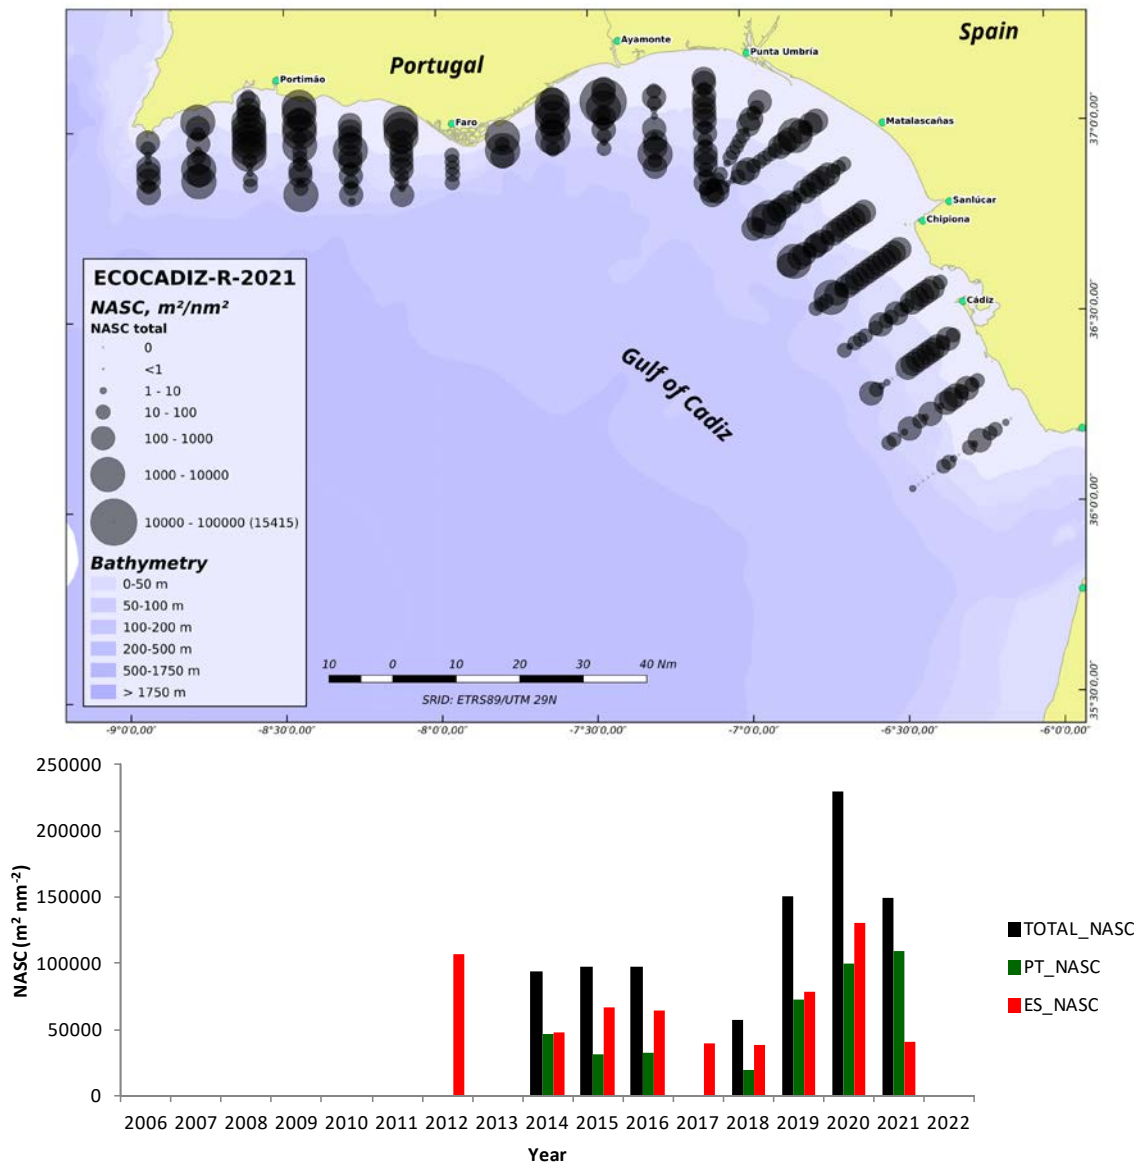 Spain
Portugal
Ayamonte
Punta Umbría
Portimão
Faro
Matalascañas
Sanlúcar
Chipiona
Cádiz
Gulf of Cadiz
37°0'0,00"
36°30'0,00"
36°0'0,00"
35°30'0,00"
ECOCADIZ-R-2021
NASC, m²/nm²
NASC total
0
<1
1 - 10
10 - 100
100 - 1000
1000 - 10000
10000 - 100000 (15415)
Bathymetry
0-50 m
50-100 m
100-200 m
200-500 m
500-1750 m
> 1750 m
10 0 10 20 30 40 Nm
SRID: ETRS89/UTM 29N
-9°0'0,00" -8°30'0,00" -8°0'0,00" -7°30'0,00" -7°0'0,00" -6°30'0,00" -6°0'0,00"
250000
200000
150000
100000
50000
0
NASC (m² nm⁻²)
TOTAL_NASC
PT_NASC
ES_NASC
2006 2007 2008 2009 2010 2011 2012 2013 2014 2015 2016 2017 2018 2019 2020 2021 2022
Year